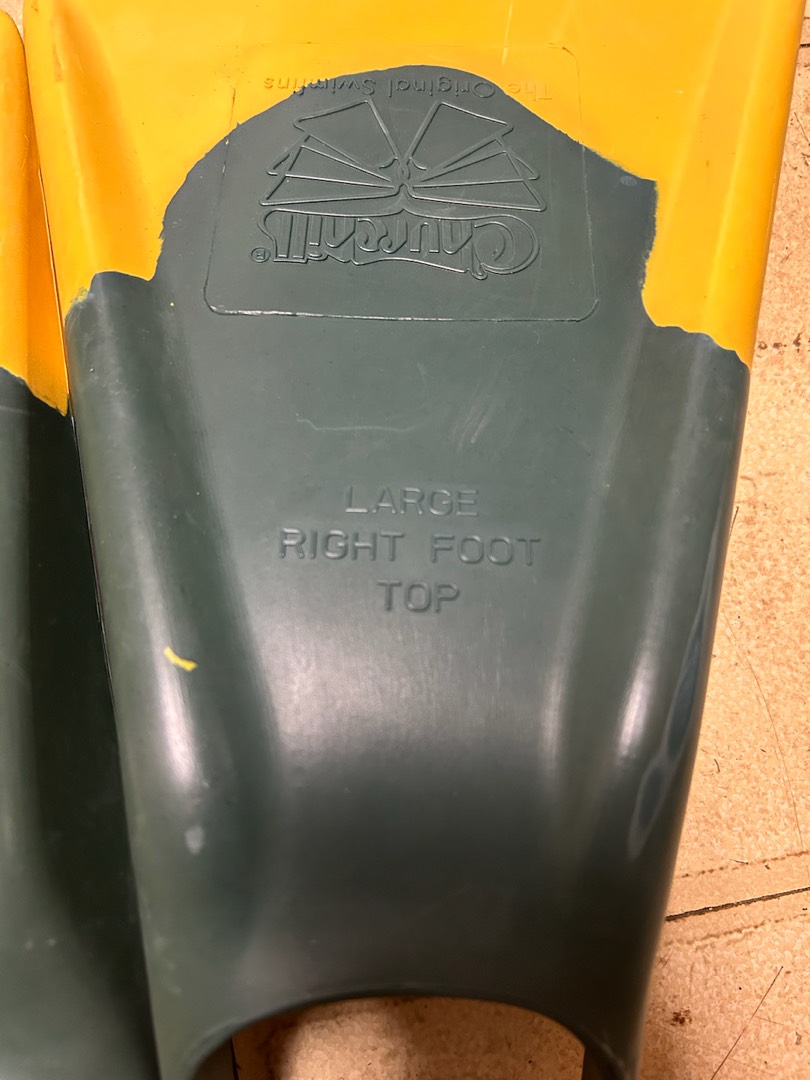 The Original Swimfins
Churchill®
LARGE
RIGHT FOOT
TOP